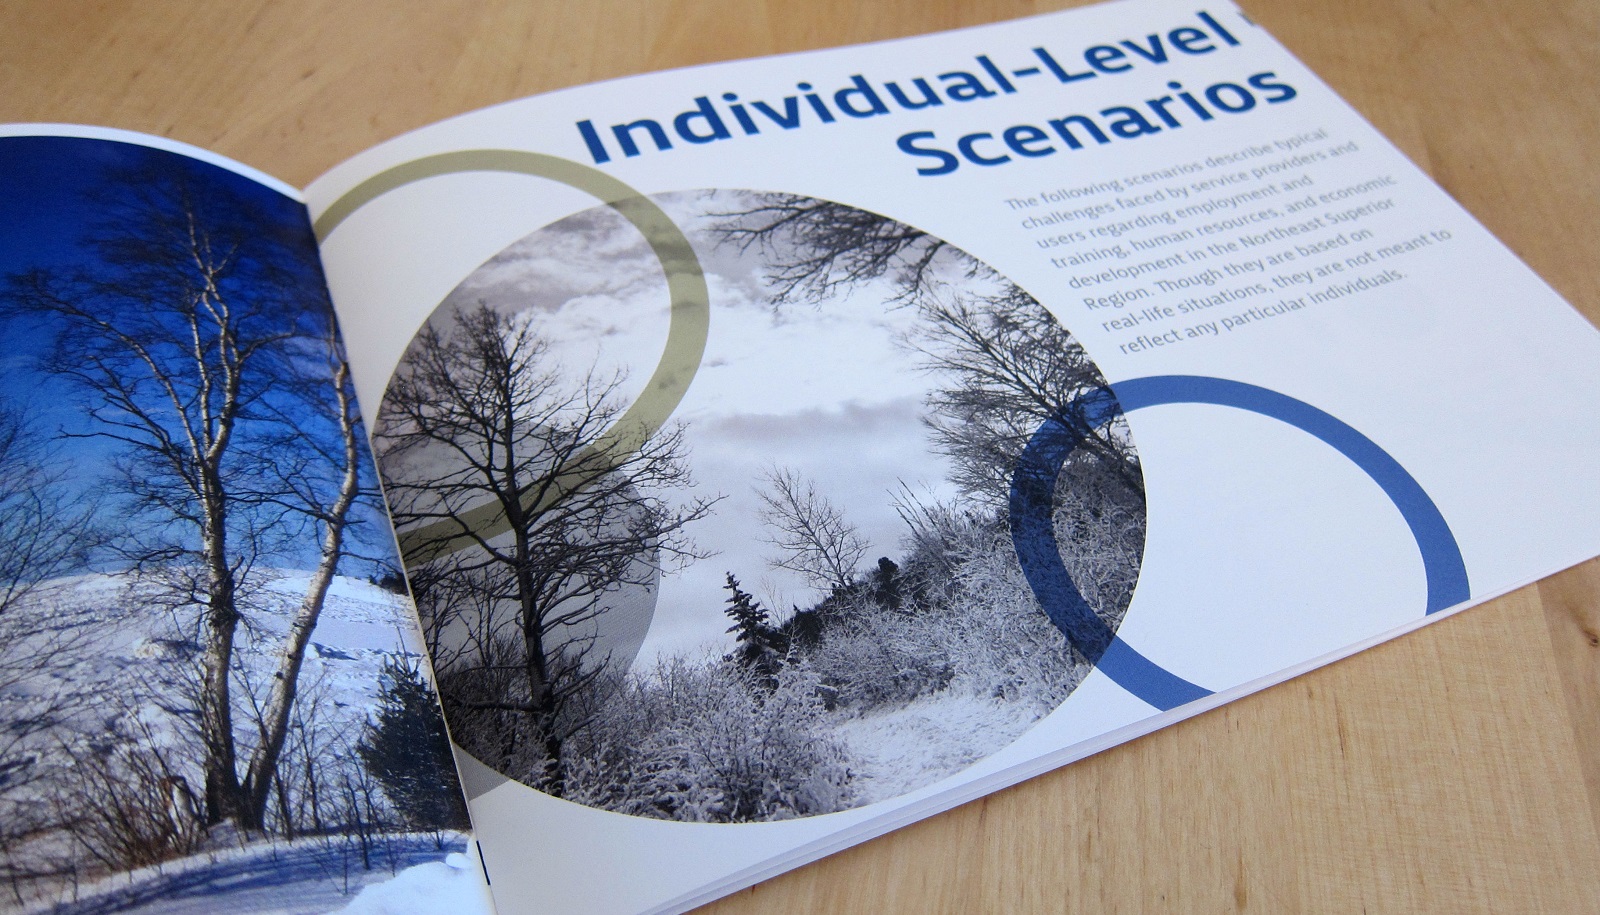 Individual-Level
Scenarios
The following scenarios describe typical
challenges faced by service providers and
users regarding employment and
training, human resources, and economic
development in the Northeast Superior
Region. Though they are based on
real-life situations, they are not meant to
reflect any particular individuals.